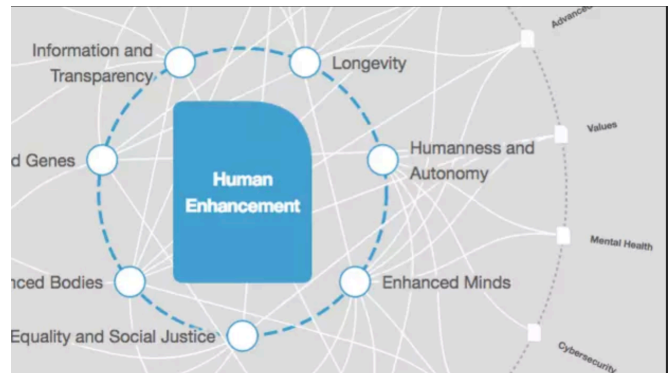 Advanced
Information and
Transparency
Longevity
Values
d Genes
Humanness and
Autonomy
Human
Enhancement
Mental Health
nced Bodies
Enhanced Minds
Equality and Social Justice
Cybersecurity